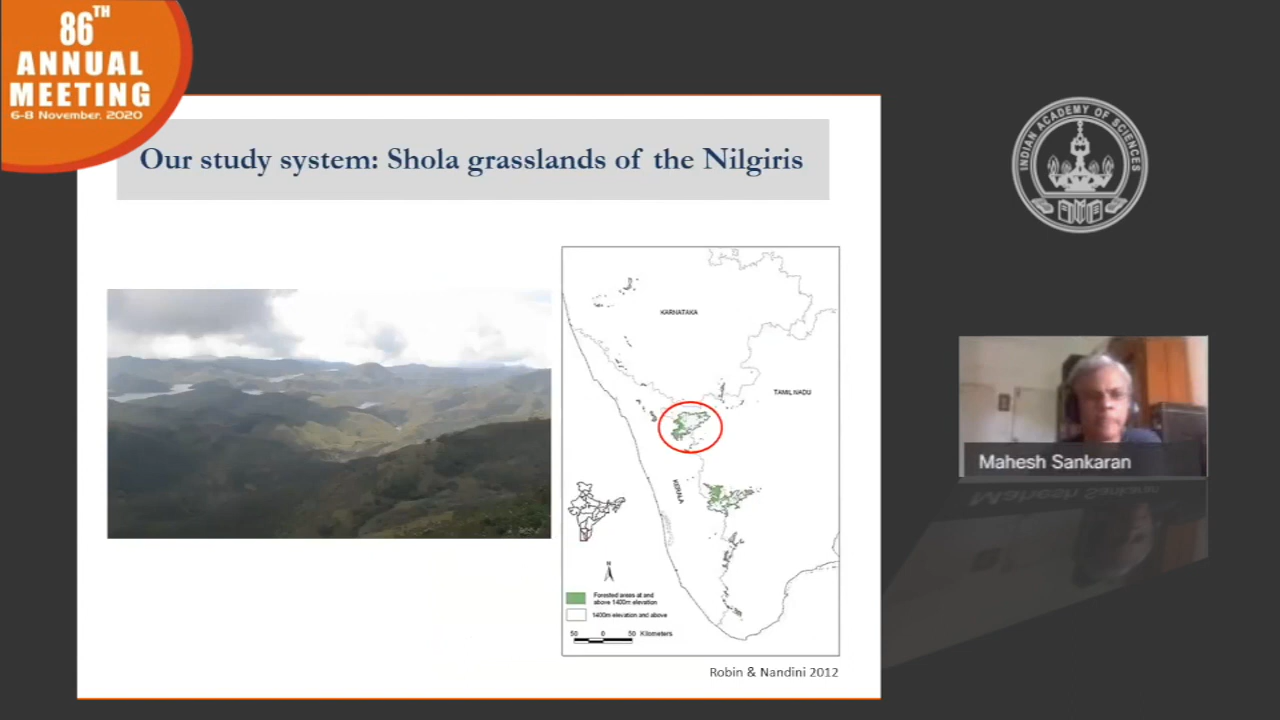 86TH
ANNUAL
MEETING
6-8 November, 2020
Our study system: Shola grasslands of the Nilgiris
INDIAN ACADEMY OF SCIENCES
KARNATAKA
TAMIL NADU
KERALA
N
Forested areas at and
above 1400m elevation
1400m elevation and above
50 0 50 Kilometers
Robin & Nandini 2012
Mahesh Sankaran